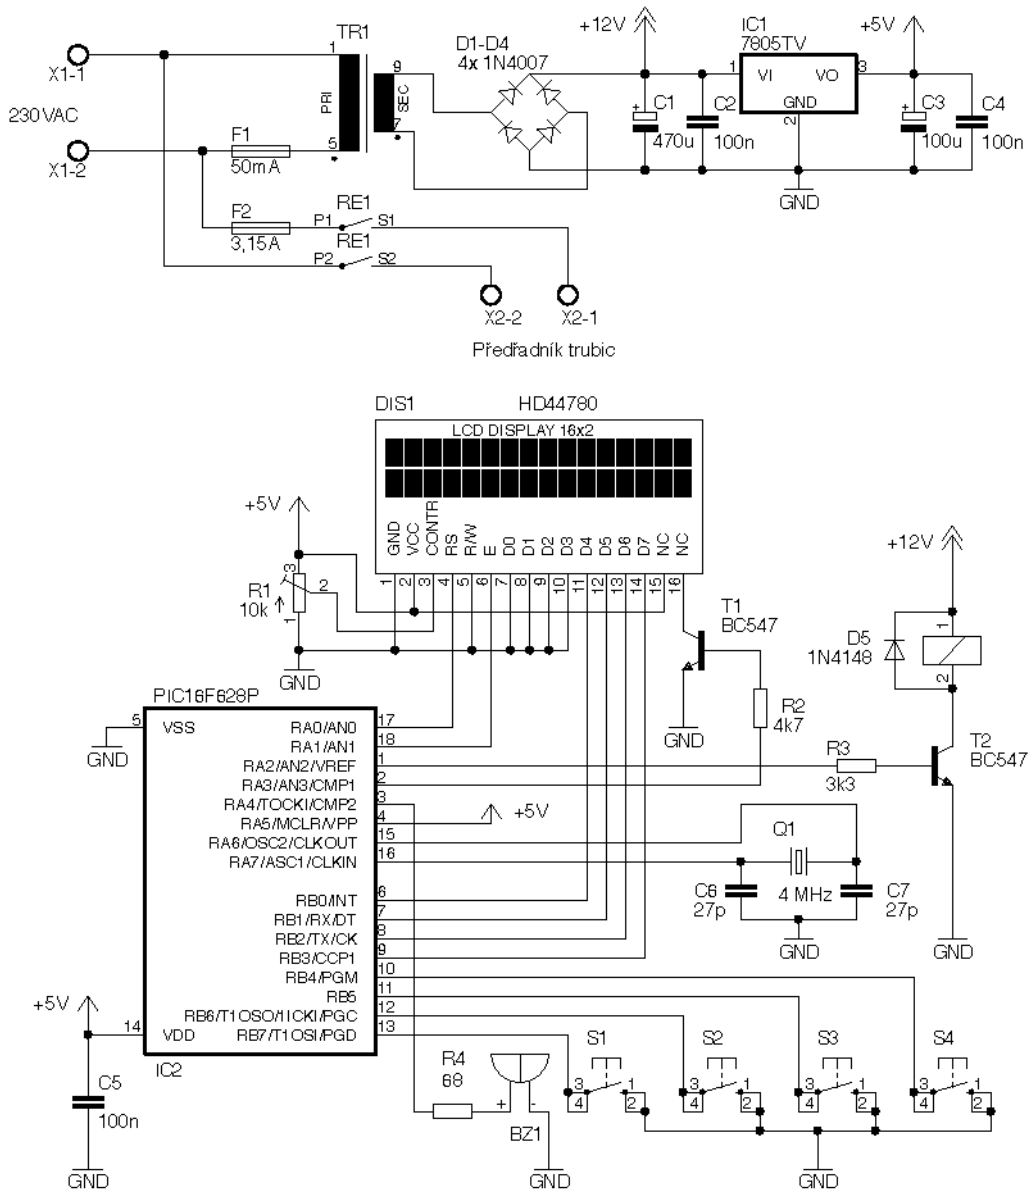 X1-1
230 VAC
X1-2
TR1
1
PRI
5
9
SEC
7
F1
50mA
F2
3,15A
RE1
P1
S1
RE1
P2
S2
X2-2
X2-1
Předřadník trubic
D1-D4
4x 1N4007
+12V
C1
470u
C2
100n
IC1
7805TV
1
VI
VO
3
GND
2
GND
+5V
C3
100u
C4
100n
DIS1
HD44780
LCD DISPLAY 16x2
GND
VCC
CONTR
RS
R/W
E
D0
D1
D2
D3
D4
D5
D6
D7
NC
NC
1
2
3
4
5
6
7
8
9
10
11
12
13
14
15
16
+5V
R1
10k
3
2
1
GND
T1
BC547
GND
R2
4k7
+12V
D5
1N4148
1
2
T2
BC547
R3
3k3
GND
PIC16F628P
5
VSS
GND
RA0/AN0
17
RA1/AN1
18
RA2/AN2/VREF
1
RA3/AN3/CMP1
2
RA4/TOCKI/CMP2
3
RA5/MCLR/VPP
4
RA6/OSC2/CLKOUT
15
RA7/ASC1/CLKIN
16
RB0/INT
6
RB1/RX/DT
7
RB2/TX/CK
8
RB3/CCP1
9
RB4/PGM
10
RB5
11
RB6/T1OSO/1ICKI/PGC
12
RB7/T1OSI/PGD
13
14
VDD
IC2
+5V
+5V
C5
100n
GND
Q1
4 MHz
C6
27p
C7
27p
GND
R4
68
+
-
BZ1
GND
S1
3
4
1
2
S2
3
4
1
2
S3
3
4
1
2
S4
3
4
1
2
GND